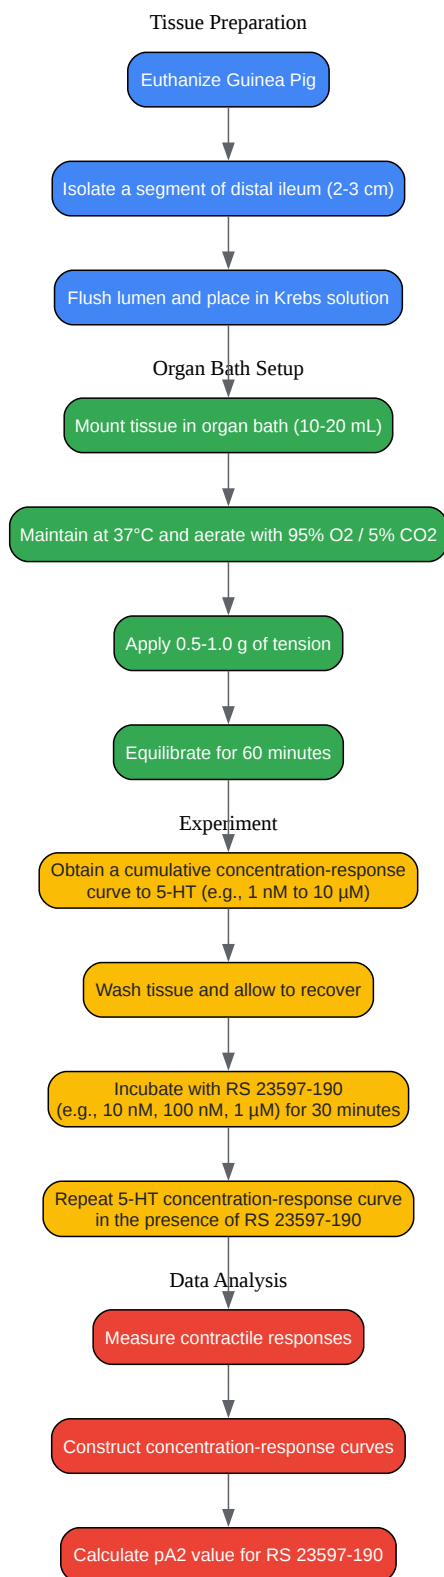 Tissue Preparation
Euthanize Guinea Pig
Isolate a segment of distal ileum (2-3 cm)
Flush lumen and place in Krebs solution
Organ Bath Setup
Mount tissue in organ bath (10-20 mL)
Maintain at 37°C and aerate with 95% O2 / 5% CO2
Apply 0.5-1.0 g of tension
Equilibrate for 60 minutes
Experiment
Obtain a cumulative concentration-response
curve to 5-HT (e.g., 1 nM to 10 µM)
Wash tissue and allow to recover
Incubate with RS 23597-190
(e.g., 10 nM, 100 nM, 1 µM) for 30 minutes
Repeat 5-HT concentration-response curve
in the presence of RS 23597-190
Data Analysis
Measure contractile responses
Construct concentration-response curves
Calculate pA2 value for RS 23597-190